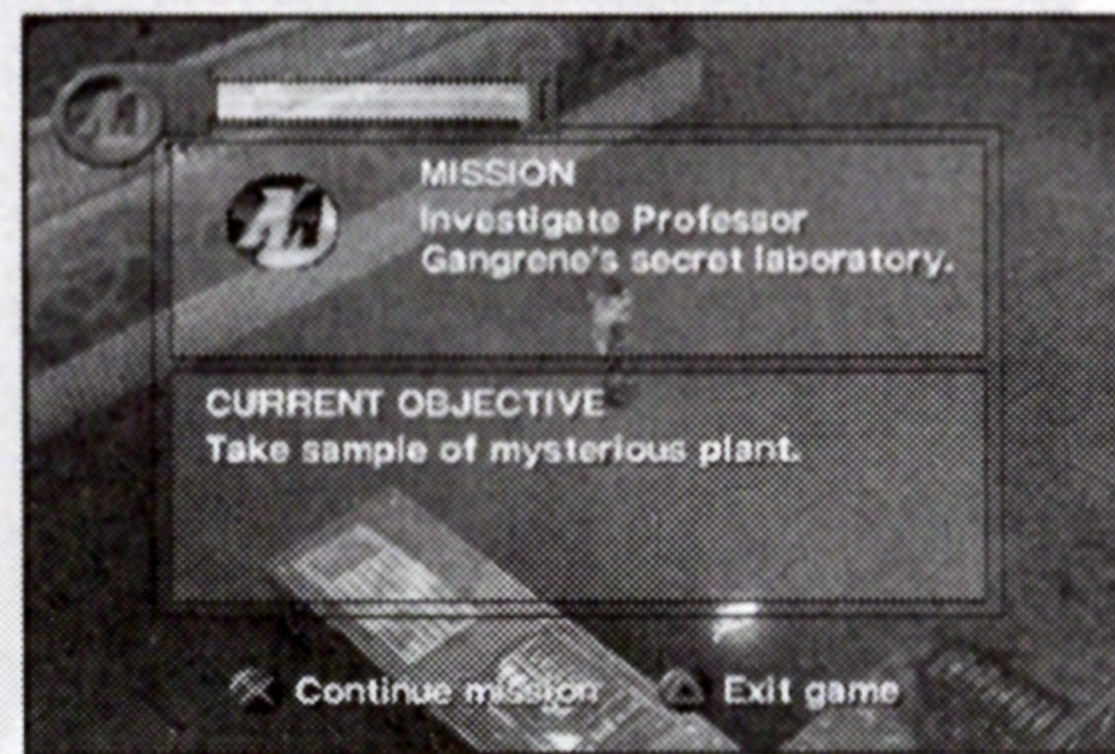 MISSION
Investigate Professor
Gangrene's secret laboratory.
CURRENT OBJECTIVE
Take sample of mysterious plant.
Continue mission Exit game